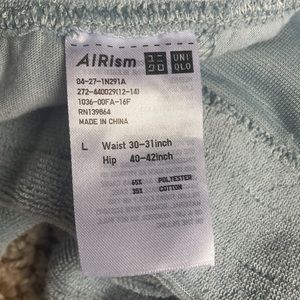 AIRism ユニクロ UNIQLO
04-27-1N291A
272-440029(12-14)
1036-00FA-16F
RN139864
MADE IN CHINA
L Waist 30-31inch
Hip 40-42inch
65% POLYESTER
35% COTTON